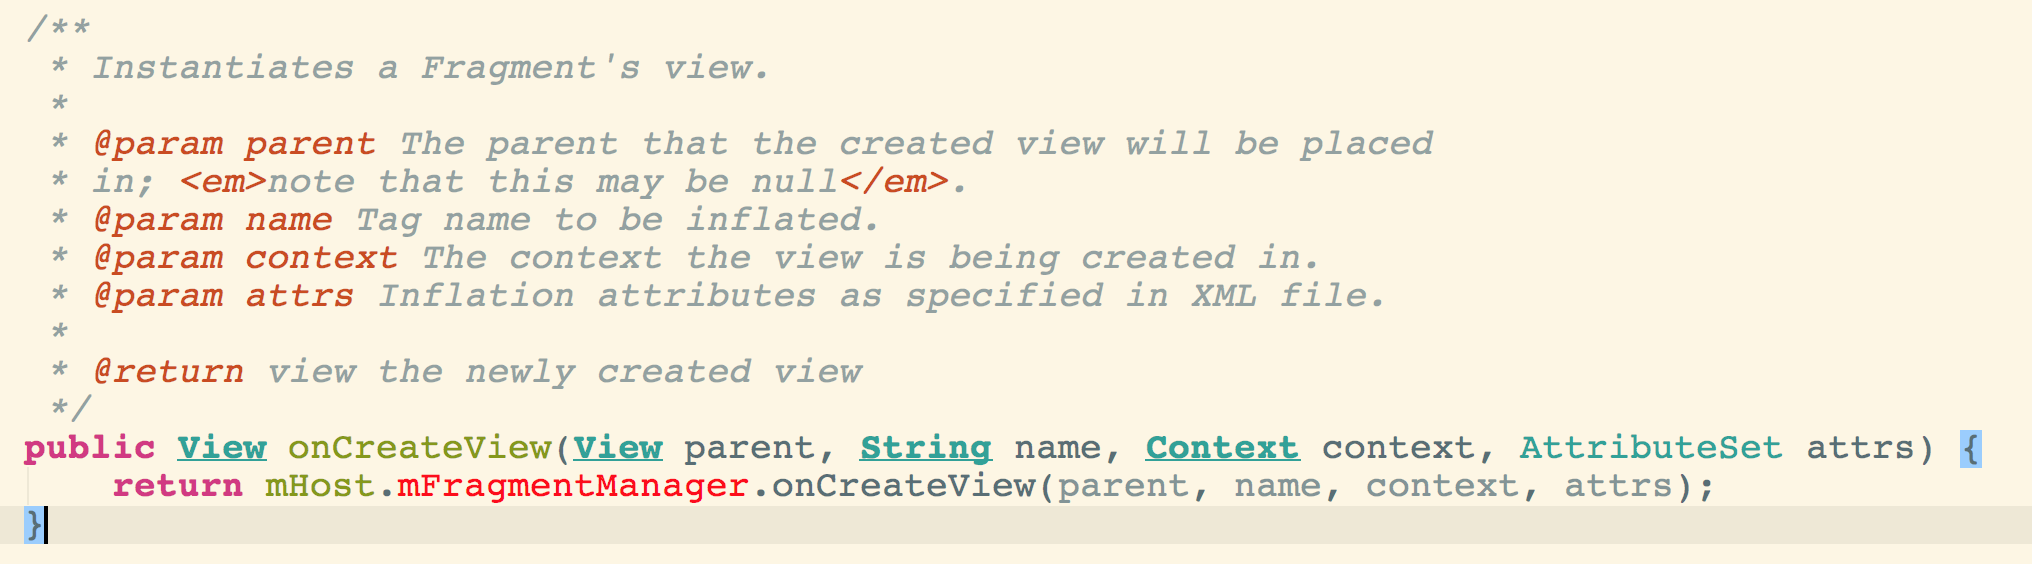 /**
 * Instantiates a Fragment's view.
 *
 * @param parent The parent that the created view will be placed
 * in; <em>note that this may be null</em>.
 * @param name Tag name to be inflated.
 * @param context The context the view is being created in.
 * @param attrs Inflation attributes as specified in XML file.
 *
 * @return view the newly created view
 */
public View onCreateView(View parent, String name, Context context, AttributeSet attrs) {
    return mHost.mFragmentManager.onCreateView(parent, name, context, attrs);
}